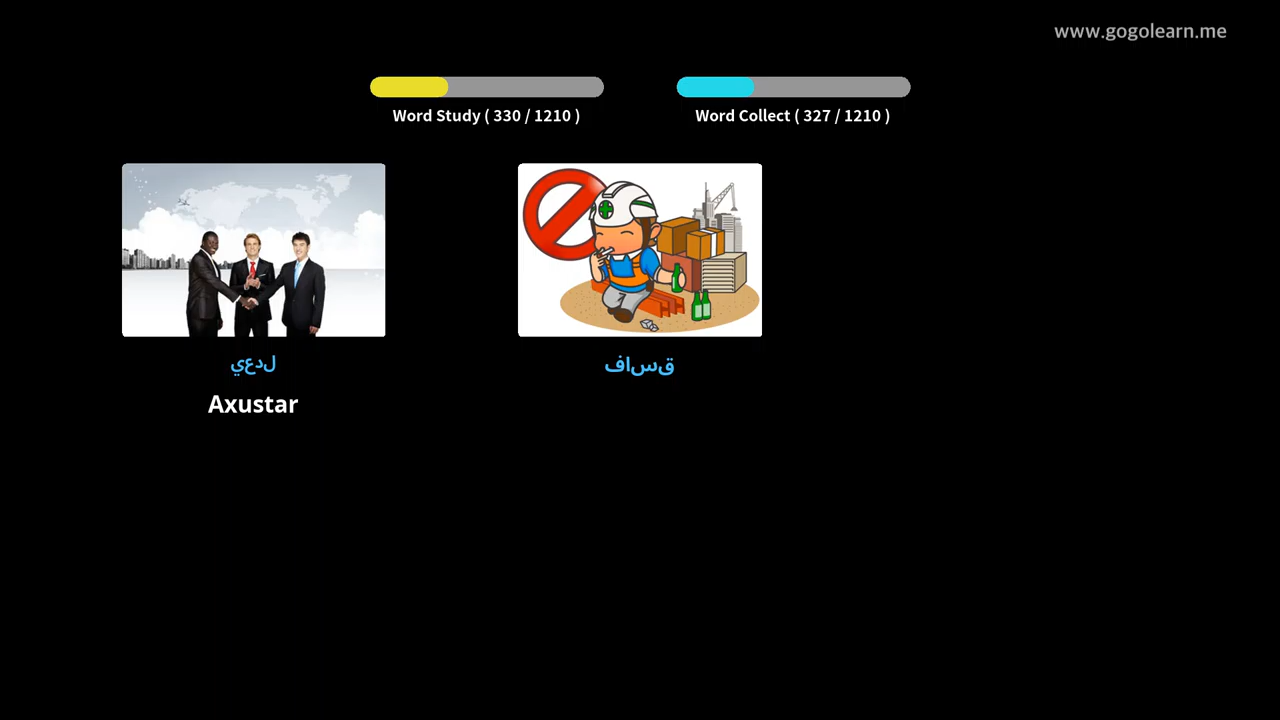 www.gogolearn.me
Word Study ( 330 / 1210 )
Word Collect ( 327 / 1210 )
لدعي
قساف
Axustar